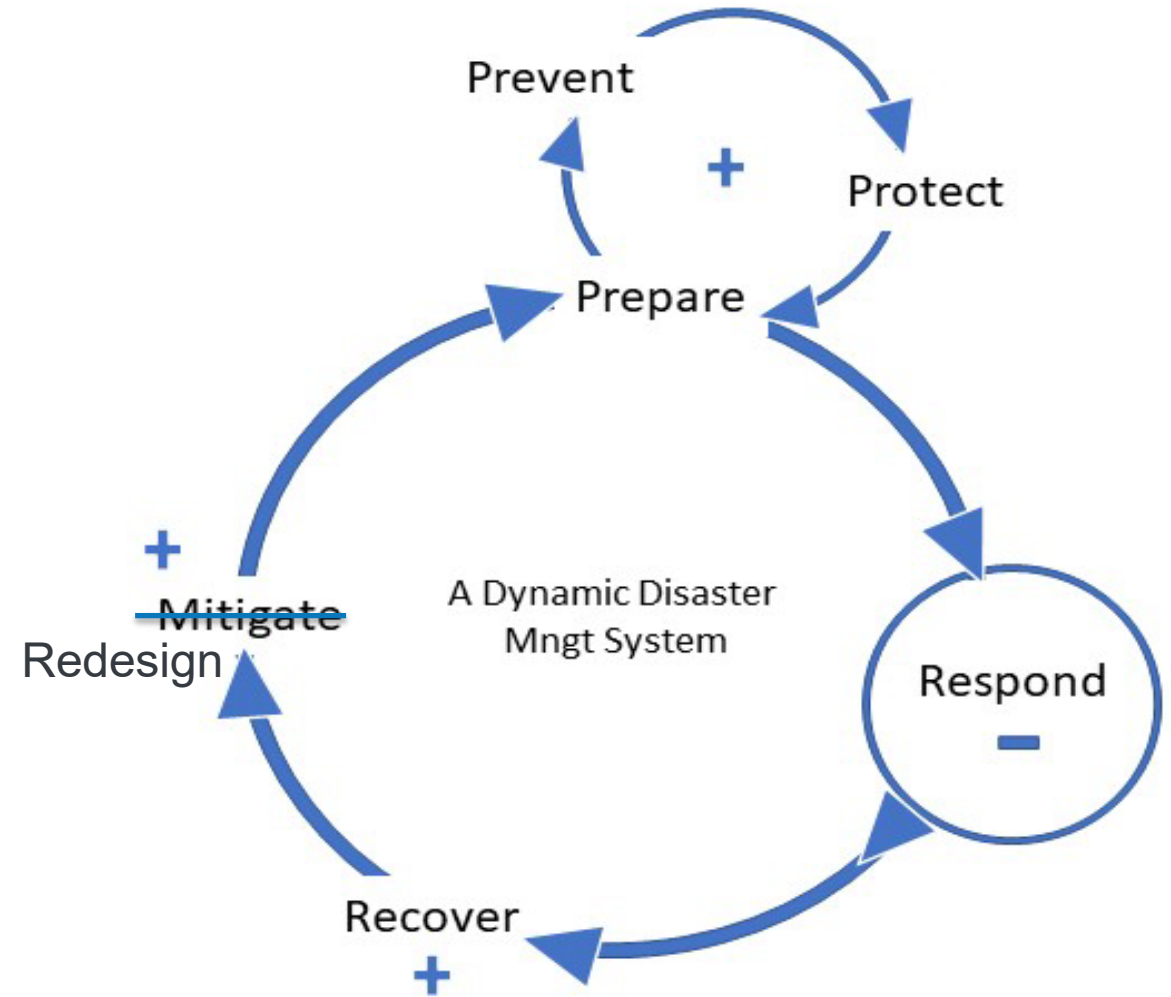 Prevent
+
Protect
Prepare
+
Mitigate
Redesign
A Dynamic Disaster
Mngt System
Respond
-
Recover
+